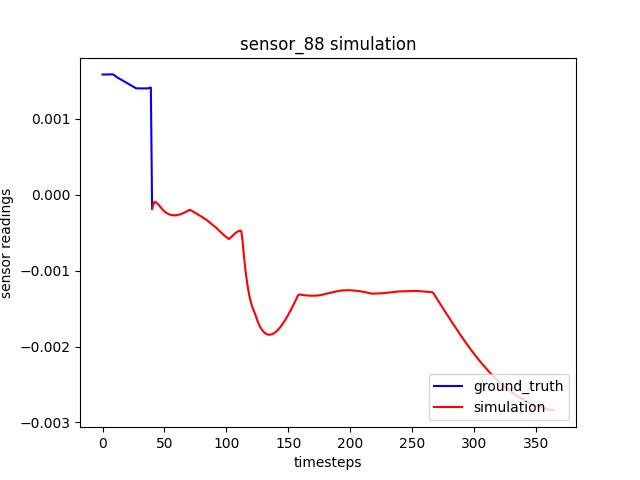 sensor_88 simulation
sensor readings
0.001
0.000
−0.001
−0.002
−0.003
0 50 100 150 200 250 300 350
timesteps
ground_truth
simulation